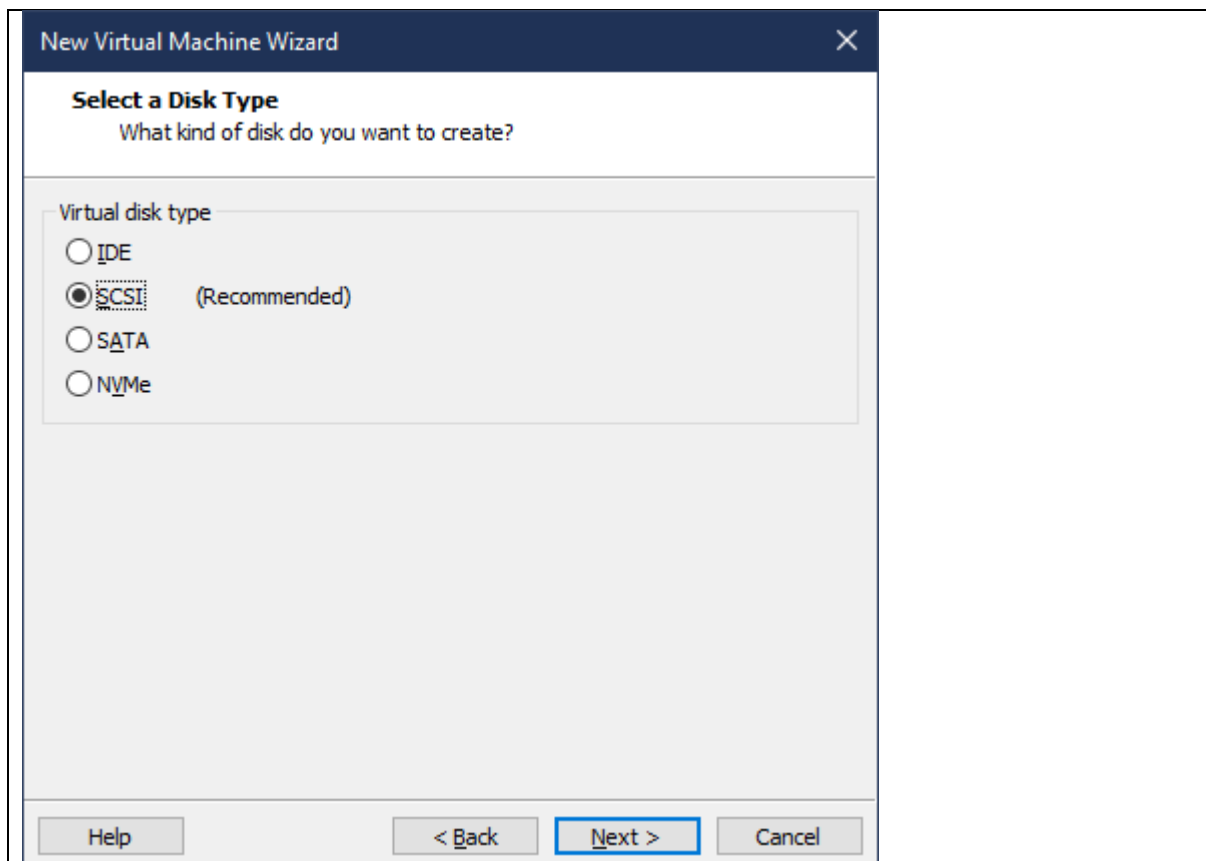 New Virtual Machine Wizard
Select a Disk Type
What kind of disk do you want to create?
Virtual disk type
IDE
SCSI (Recommended)
SATA
NVMe
Help < Back Next > Cancel